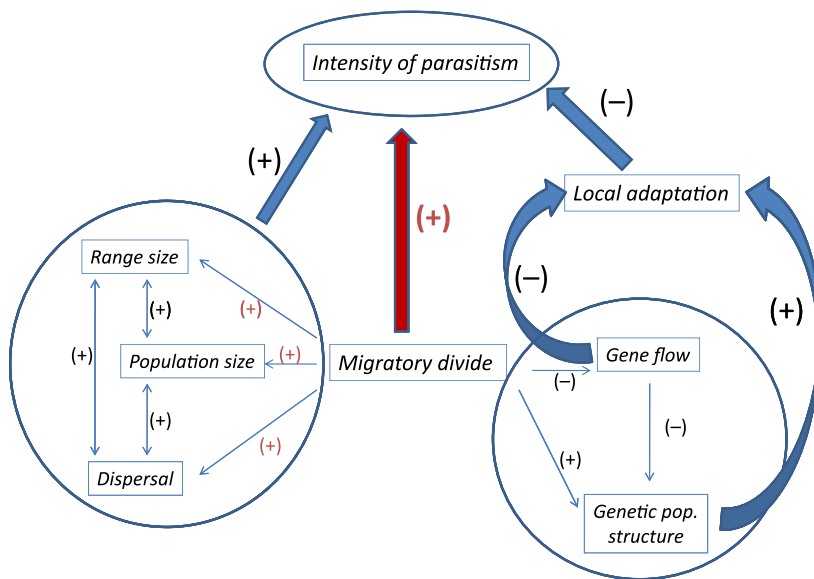 Intensity of parasitism
(−)
(+)
Local adaptation
(+)
Range size
(−)
(+)
(+)
(+)
(+)
Population size
(+)
Migratory divide
Gene flow
(−)
(+)
(−)
(+)
(+)
Dispersal
Genetic pop.
structure